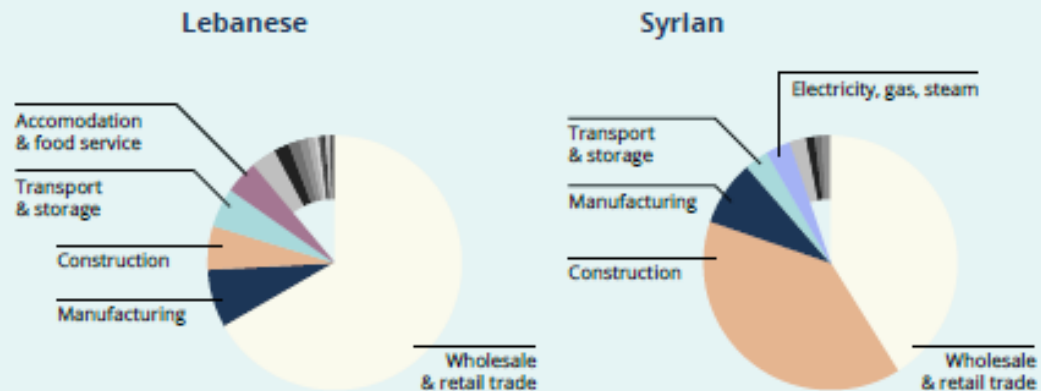 Lebanese
Accomodation
& food service
Transport
& storage
Construction
Manufacturing
Wholesale
& retail trade
Syrian
Electricity, gas, steam
Transport
& storage
Manufacturing
Construction
Wholesale
& retail trade